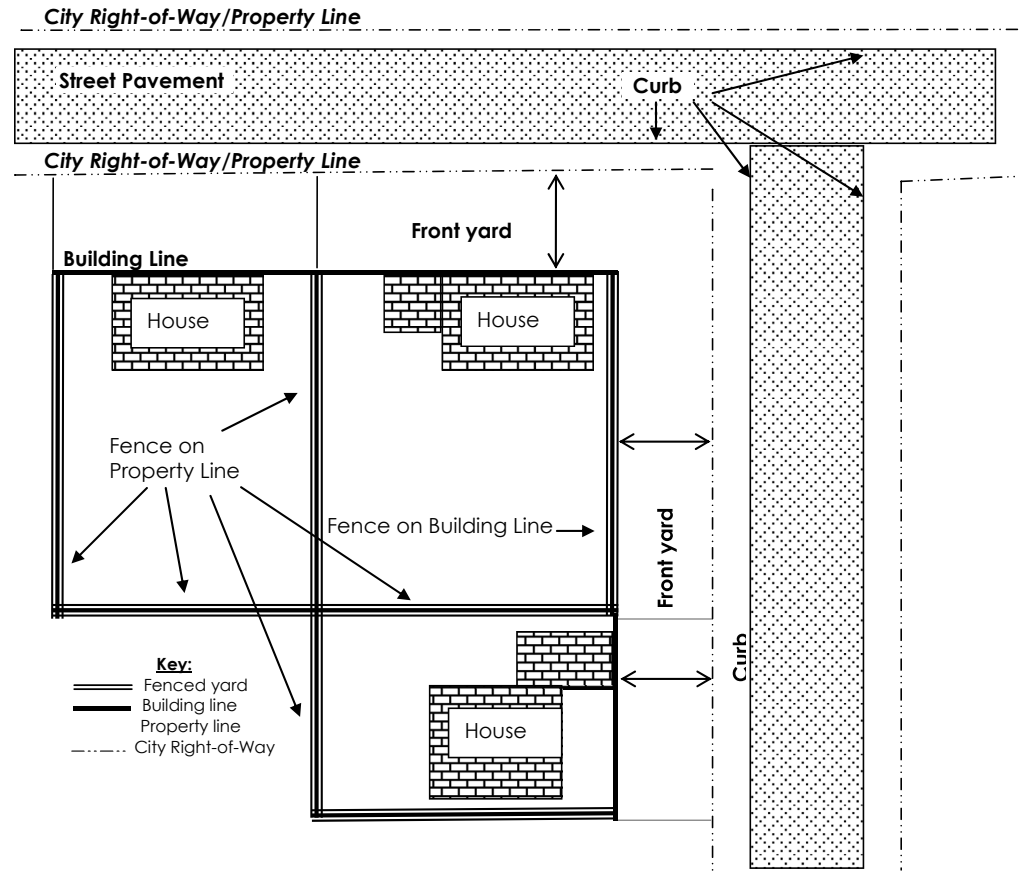 City Right-of-Way/Property Line
Street Pavement
Curb
City Right-of-Way/Property Line
Front yard
Building Line
House
House
Fence on
Property Line
Fence on Building Line
Front yard
Curb
Key:
Fenced yard
Building line
Property line
City Right-of-Way
House